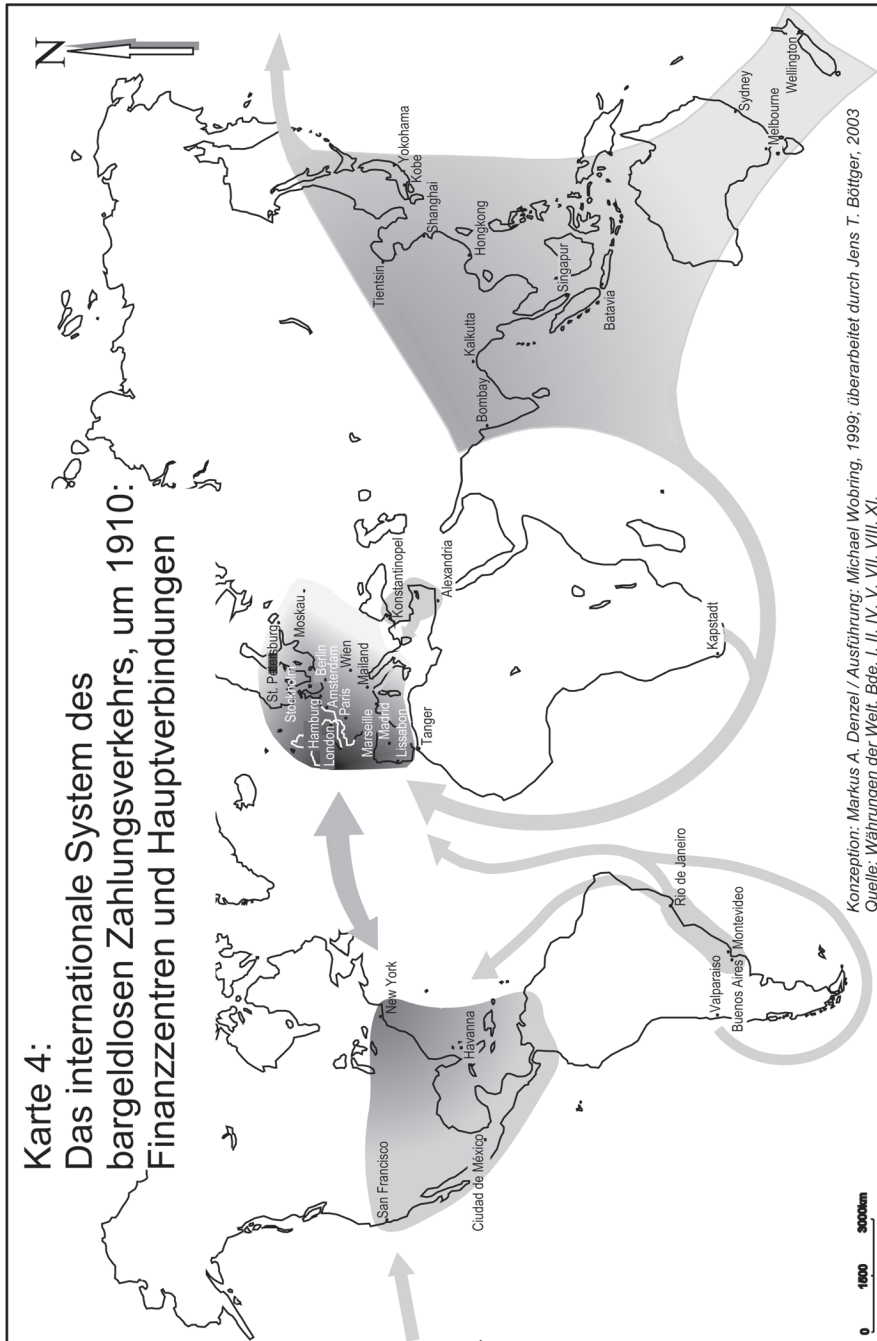 Karte 4:
Das internationale System des
bargeldlosen Zahlungsverkehrs, um 1910:
Finanzzentren und Hauptverbindungen
N
San Francisco
Ciudad de México
New York
Havanna
Valparaiso
Buenos Aires
Montevideo
Rio de Janeiro
St. Petersburg
Stockholm
Moskau
Hamburg
Berlin
London
Amsterdam
Paris
Wien
Marseille
Mailand
Madrid
Lissabon
Tanger
Konstantinopel
Alexandria
Kapstadt
Bombay
Kalkutta
Tientsin
Shanghai
Hongkong
Singapur
Batavia
Yokohama
Kobe
Sydney
Melbourne
Wellington
0 1500 3000km
Konzeption: Markus A. Denzel / Ausführung: Michael Wobring, 1999; überarbeitet durch Jens T. Böttger, 2003
Quelle: Währungen der Welt, Bde. I, II, IV, V, VII, VIII, XI.